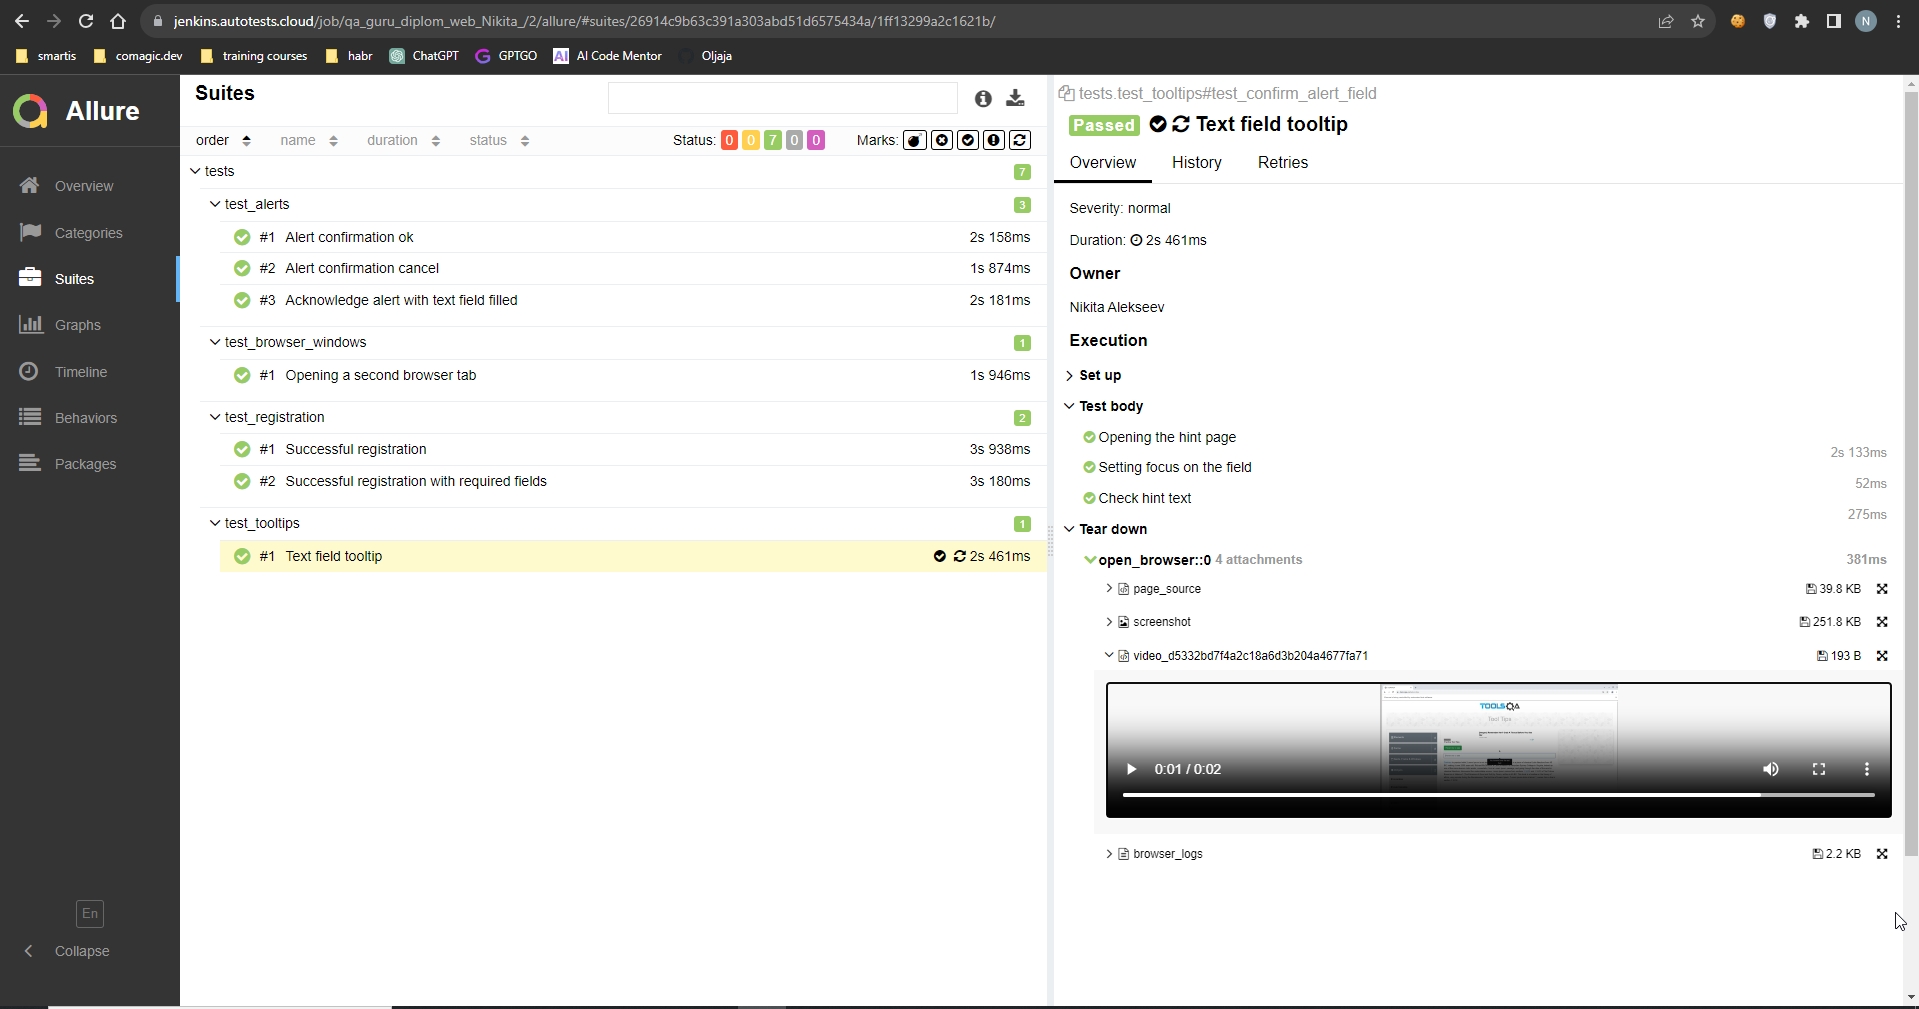 jenkins.autotests.cloud/job/qa_guru_diplom_web_Nikita_/2/allure/#suites/26914c9b63c391a303abd51d6575434a/1ff13299a2c1621b/
N
smartis comagic.dev training courses habr ChatGPT GPTGO AI AI Code Mentor Oljaja
Allure
Overview
Categories
Suites
Graphs
Timeline
Behaviors
Packages
En
Collapse
Suites
order name duration status Status: 0 0 7 0 0 Marks:
tests 7
test_alerts 3
#1 Alert confirmation ok 2s 158ms
#2 Alert confirmation cancel 1s 874ms
#3 Acknowledge alert with text field filled 2s 181ms
test_browser_windows 1
#1 Opening a second browser tab 1s 946ms
test_registration 2
#1 Successful registration 3s 938ms
#2 Successful registration with required fields 3s 180ms
test_tooltips 1
#1 Text field tooltip 2s 461ms
tests.test_tooltips#test_confirm_alert_field
Passed Text field tooltip
Overview History Retries
Severity: normal
Duration: 2s 461ms
Owner
Nikita Alekseev
Execution
Set up
Test body
Opening the hint page 2s 133ms
Setting focus on the field 52ms
Check hint text 275ms
Tear down
open_browser::0 4 attachments 381ms
page_source 39.8 KB
screenshot 251.8 KB
video_d5332bd7f4a2c18a6d3b204a4677fa71 193 B
TOOLSQA
0:01 / 0:02
browser_logs 2.2 KB